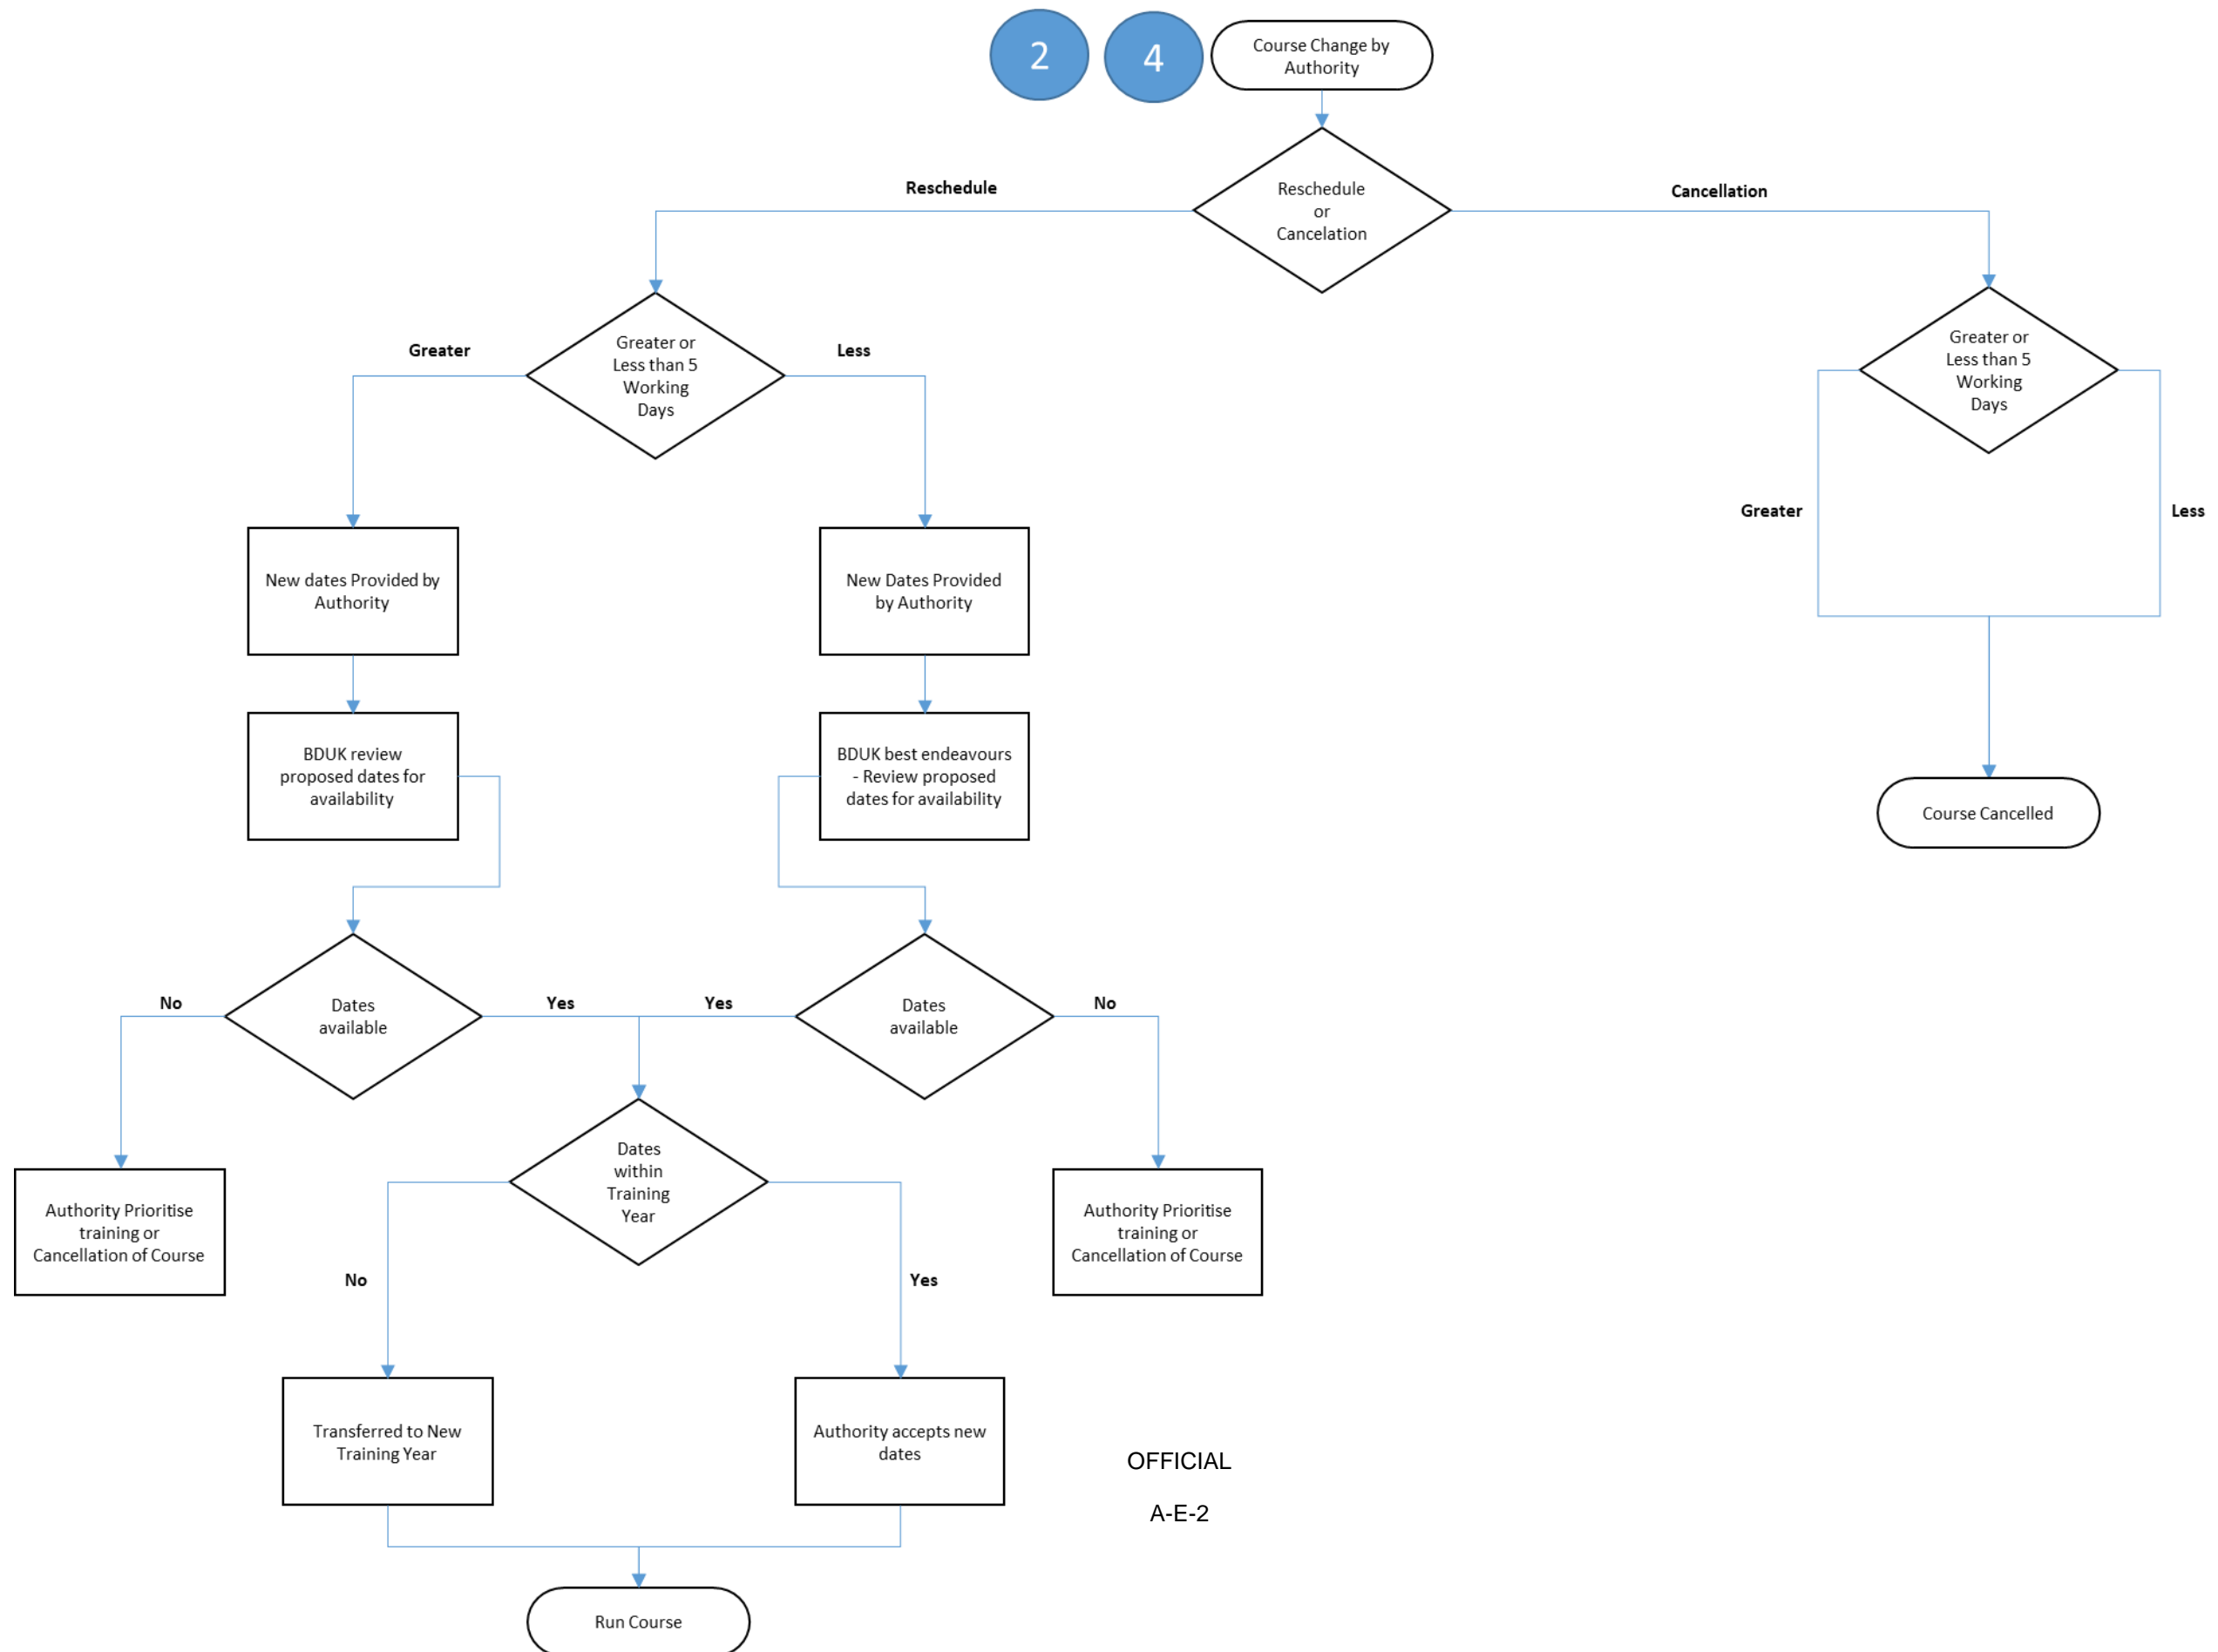 2
4
Course Change by
Authority
Reschedule
Cancellation
Reschedule
or
Cancelation
Greater
Greater or
Less than 5
Working
Days
Less
Greater or
Less than 5
Working
Days
Greater
Less
New dates Provided by
Authority
New Dates Provided
by Authority
BDUK review
proposed dates for
availability
BDUK best endeavours
- Review proposed
dates for availability
Course Cancelled
No
Dates
available
Yes
Yes
Dates
available
No
Authority Prioritise
training or
Cancellation of Course
Dates
within
Training
Year
Authority Prioritise
training or
Cancellation of Course
No
Yes
Transferred to New
Training Year
Authority accepts new
dates
OFFICIAL
A-E-2
Run Course